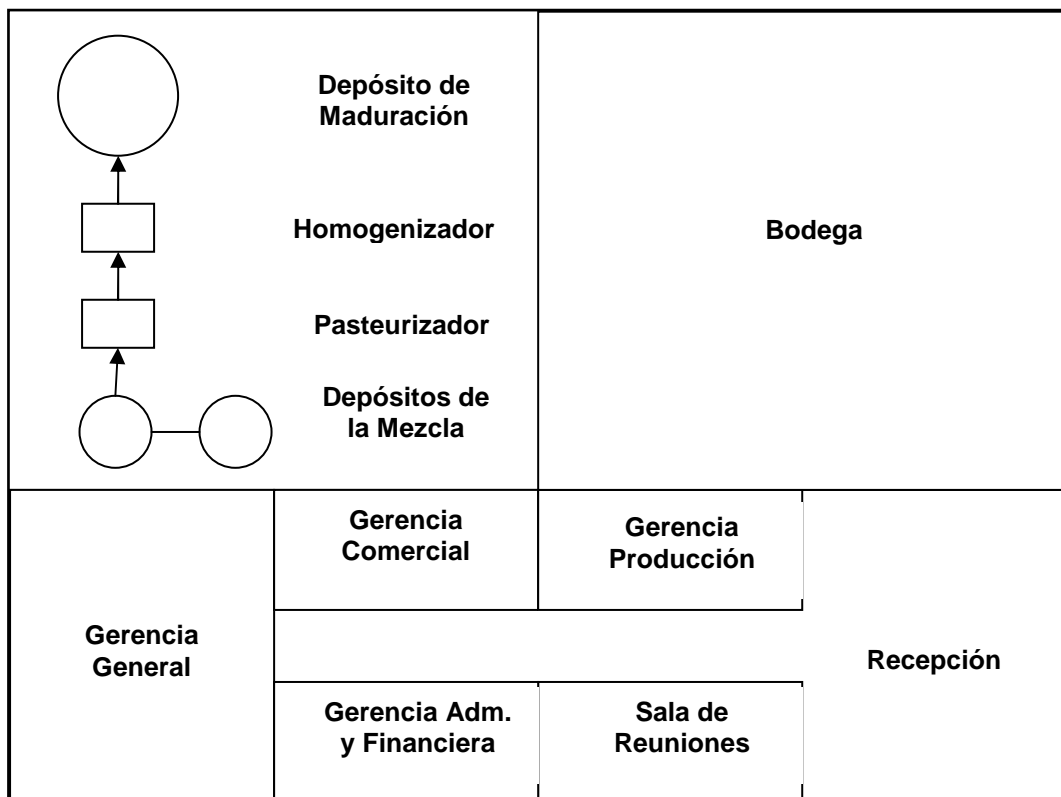 Depósito de
Maduración
Homogenizador
Bodega
Pasteurizador
Depósitos de
la Mezcla
Gerencia
Comercial
Gerencia
Producción
Gerencia
General
Recepción
Gerencia Adm.
y Financiera
Sala de
Reuniones